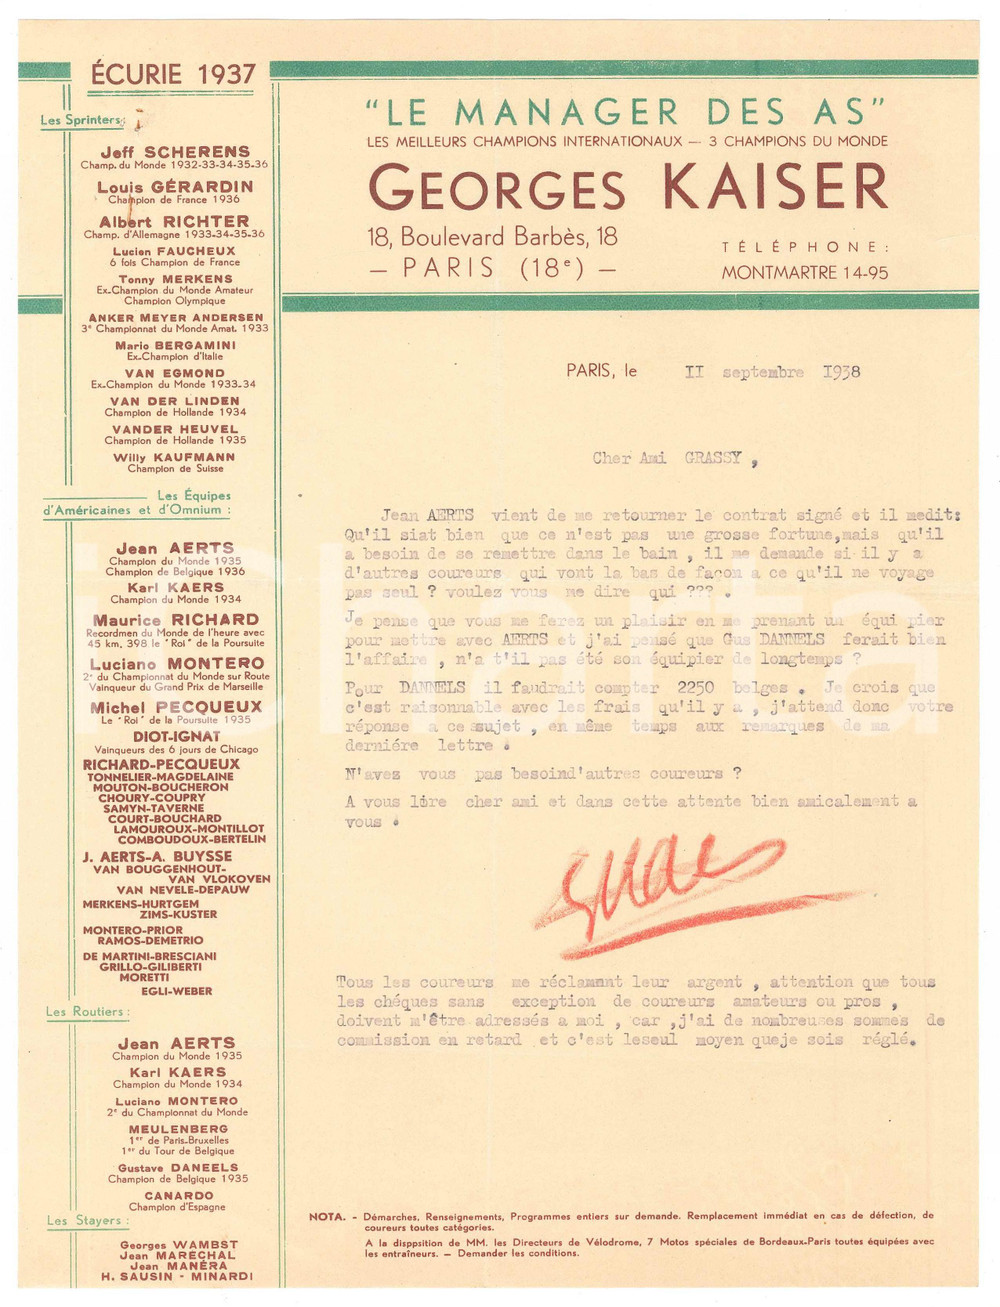 ÉCURIE 1937
Les Sprinters:
Jeff SCHERENS
Champ. du Monde 1932-33-34-35-36
Louis GÉRARDIN
Champion de France 1936
Albert RICHTER
Champ. d'Allemagne 1933-34-35-36
Lucien FAUCHEUX
6 fois Champion de France
Tonny MERKENS
Ex-Champion du Monde Amateur
Champion Olympique
ANKER MEYER ANDERSEN
3e Championnat du Monde Amat. 1933
Mario BERGAMINI
Ex-Champion d'Italie
VAN EGMOND
Ex-Champion du Monde 1933-34
VAN DER LINDEN
Champion de Hollande 1934
VANDER HEUVEL
Champion de Hollande 1935
Willy KAUFMANN
Champion de Suisse
Les Équipes
d'Américaines et d'Omnium :
Jean AERTS
Champion du Monde 1935
Champion de Belgique 1936
Karl KAERS
Champion du Monde 1934
Maurice RICHARD
Recordmen du Monde de l'heure avec
45 km. 398 le "Roi" de la Poursuite
Luciano MONTERO
2e du Championnat du Monde sur Route
Vainqueur du Grand Prix de Marseille
Michel PECQUEUX
Le "Roi" de la Poursuite 1935
DIOT-IGNAT
Vainqueurs des 6 jours de Chicago
RICHARD-PECQUEUX
TONNELIER-MAGDELAINE
MOUTON-BOUCHERON
CHOURY-COUPRY
SAMYN-TAVERNE
COURT-BOUCHARD
LAMOUROUX-MONTILLOT
COMBOUDOUX-BERTELIN
J. AERTS-A. BUYSSE
VAN BOUGGENHOUT-
VAN VLOKOVEN
VAN NEVELE-DEPAUW
MERKENS-HURTGEM
ZIMS-KUSTER
MONTERO-PRIOR
RAMOS-DEMETRIO
DE MARTINI-BRESCIANI
GRILLO-GILIBERTI
MORETTI
EGLI-WEBER
Les Routiers :
Jean AERTS
Champion du Monde 1935
Karl KAERS
Champion du Monde 1934
Luciano MONTERO
2e du Championnat du Monde
MEULENBERG
1er de Paris-Bruxelles
1er du Tour de Belgique
Gustave DANEELS
Champion de Belgique 1935
CANARDO
Champion d'Espagne
Les Stayers :
Georges WAMBST
Jean MARÉCHAL
Jean MANÉRA
H. SAUSIN - MINARDI
"LE MANAGER DES AS"
LES MEILLEURS CHAMPIONS INTERNATIONAUX — 3 CHAMPIONS DU MONDE
GEORGES KAISER
18, Boulevard Barbès, 18
— PARIS (18e) —
TÉLÉPHONE :
MONTMARTRE 14-95
PARIS, le II septembre I938
Cher Ami GRASSY ,
Jean AERTS vient de me retourner le contrat signé et il medit:
Qu'il siat bien que ce n'est pas une grosse fortune,mais qu'il
a besoin de se remettre dans le bain , il me demande si il y a
d'autres coureurs qui vont la bas de façon a ce qu'il ne voyage
pas seul ? voulez vous me dire qui ??? .
Je pense que vous me ferez un plaisir en me prenant un équi pier
pour mettre avec AERTS et j'ai pensé que Gus DANNELS ferait bien
l'affaire , n'a t'il pas été son équipier de longtemps ?
Pour DANNELS il faudrait compter 2250 belges . Je crois que
c'est raisonnable avec les frais qu'il y a , j'attend donc votre
réponse a ce ssujet , en même temps aux remarques de ma
derniére lettre .
N'avez vous pas besoind'autres coureurs ?
A vous lire cher ami et dans cette attente bien amicalement a
vous .
Tous les coureurs me réclament leur argent , attention que tous
les chéques sans exception de coureurs amateurs ou pros ,
doivent m'être adressés a moi , car ,j'ai de nombreuses sommes de
commission en retard et c'est leseul moyen queje sois réglé.
NOTA. - Démarches, Renseignements, Programmes entiers sur demande. Remplacement immédiat en cas de défection, de
coureurs toutes catégories.
A la disppsition de MM. les Directeurs de Vélodrome, 7 Motos spéciales de Bordeaux-Paris toutes équipées avec
les entraîneurs. — Demander les conditions.